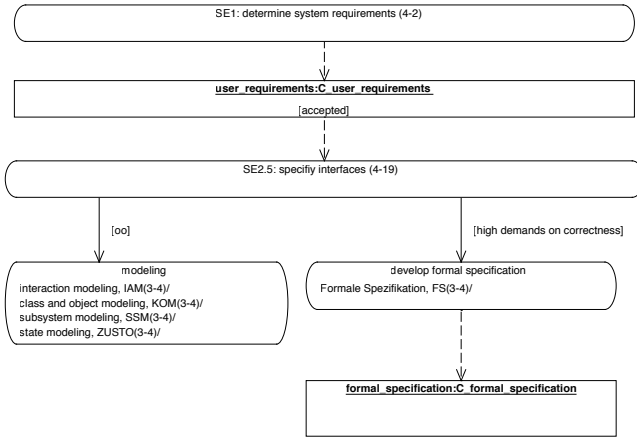 SE1: determine system requirements (4-2)
user_requirements:C_user_requirements
[accepted]
SE2.5: specifiy interfaces (4-19)
[oo]
[high demands on correctness]
modeling
interaction modeling, IAM(3-4)/
class and object modeling, KOM(3-4)/
subsystem modeling, SSM(3-4)/
state modeling, ZUSTO(3-4)/
develop formal specification
Formale Spezifikation, FS(3-4)/
formal_specification:C_formal_specification